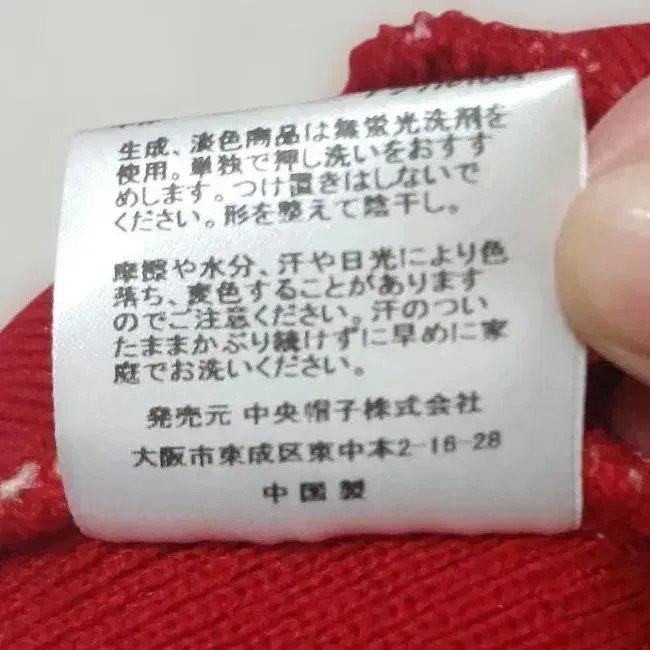 生成、淡色商品は無蛍光洗剤を
使用。単独で押し洗いをおすす
めします。つけ置きはしないで
ください。形を整えて陰干し。
摩擦や水分、汗や日光により色
落ち、変色することがあります
のでご注意ください。汗のつい
たままかぶり続けずに早めに家
庭でお洗いください。
発売元 中央帽子株式会社
大阪市東成区東中本2-16-28
中国製